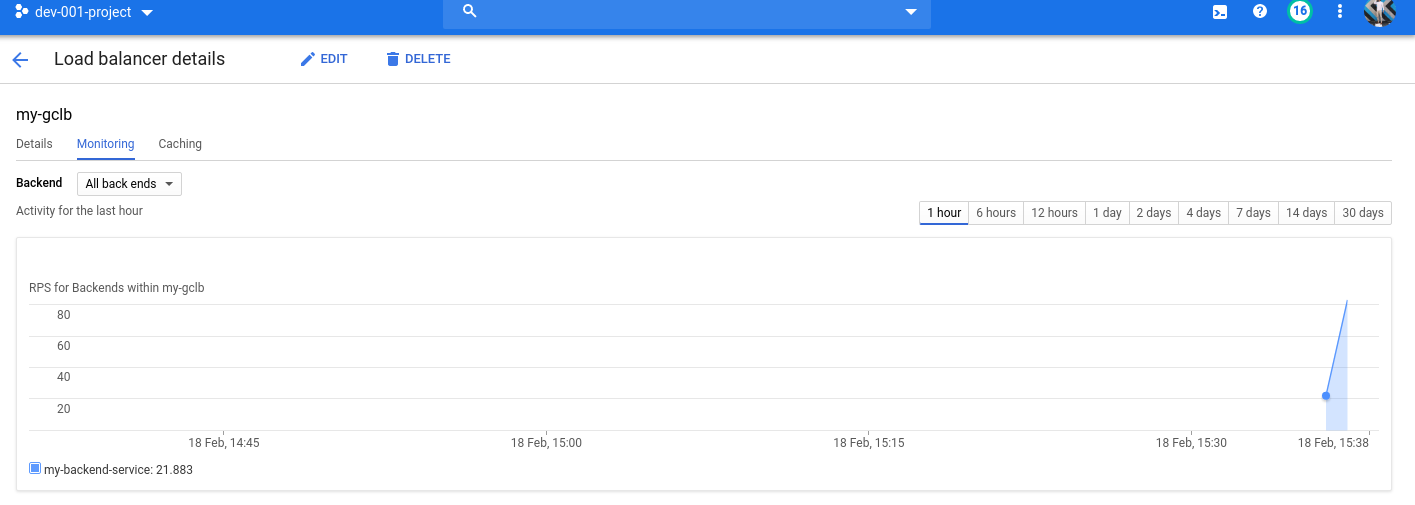 dev-001-project
16
Load balancer details EDIT DELETE
my-gclb
Details Monitoring Caching
Backend All back ends
Activity for the last hour
1 hour 6 hours 12 hours 1 day 2 days 4 days 7 days 14 days 30 days
RPS for Backends within my-gclb
80
60
40
20
18 Feb, 14:45 18 Feb, 15:00 18 Feb, 15:15 18 Feb, 15:30 18 Feb, 15:38
my-backend-service: 21.883